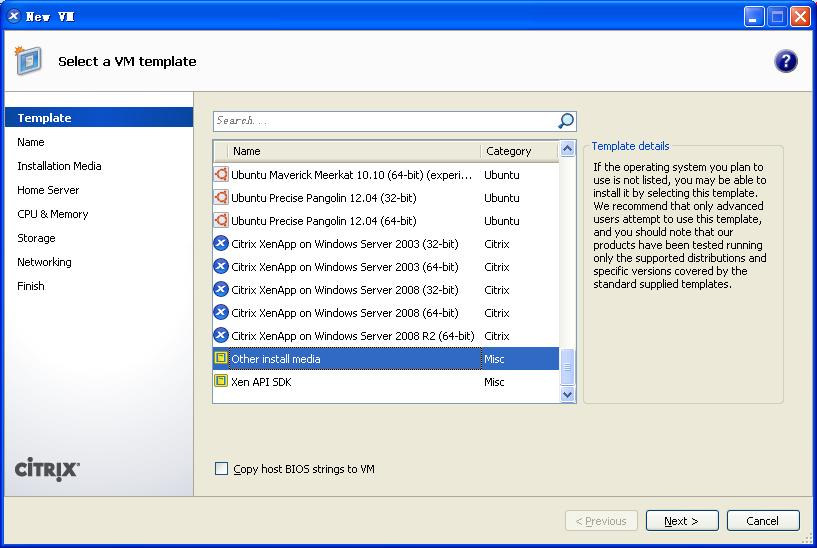 New VM
Select a VM template
?
Template
Name
Installation Media
Home Server
CPU & Memory
Storage
Networking
Finish
CITRIX
Search...
Name Category
Ubuntu Maverick Meerkat 10.10 (64-bit) (experi... Ubuntu
Ubuntu Precise Pangolin 12.04 (32-bit) Ubuntu
Ubuntu Precise Pangolin 12.04 (64-bit) Ubuntu
Citrix XenApp on Windows Server 2003 (32-bit) Citrix
Citrix XenApp on Windows Server 2003 (64-bit) Citrix
Citrix XenApp on Windows Server 2008 (32-bit) Citrix
Citrix XenApp on Windows Server 2008 (64-bit) Citrix
Citrix XenApp on Windows Server 2008 R2 (64-bit) Citrix
Other install media Misc
Xen API SDK Misc
Template details
If the operating system you plan to
use is not listed, you may be able to
install it by selecting this template.
We recommend that only advanced
users attempt to use this template,
and you should note that our
products have been tested running
only the supported distributions and
specific versions covered by the
standard supplied templates.
Copy host BIOS strings to VM
< Previous
Next >
Cancel